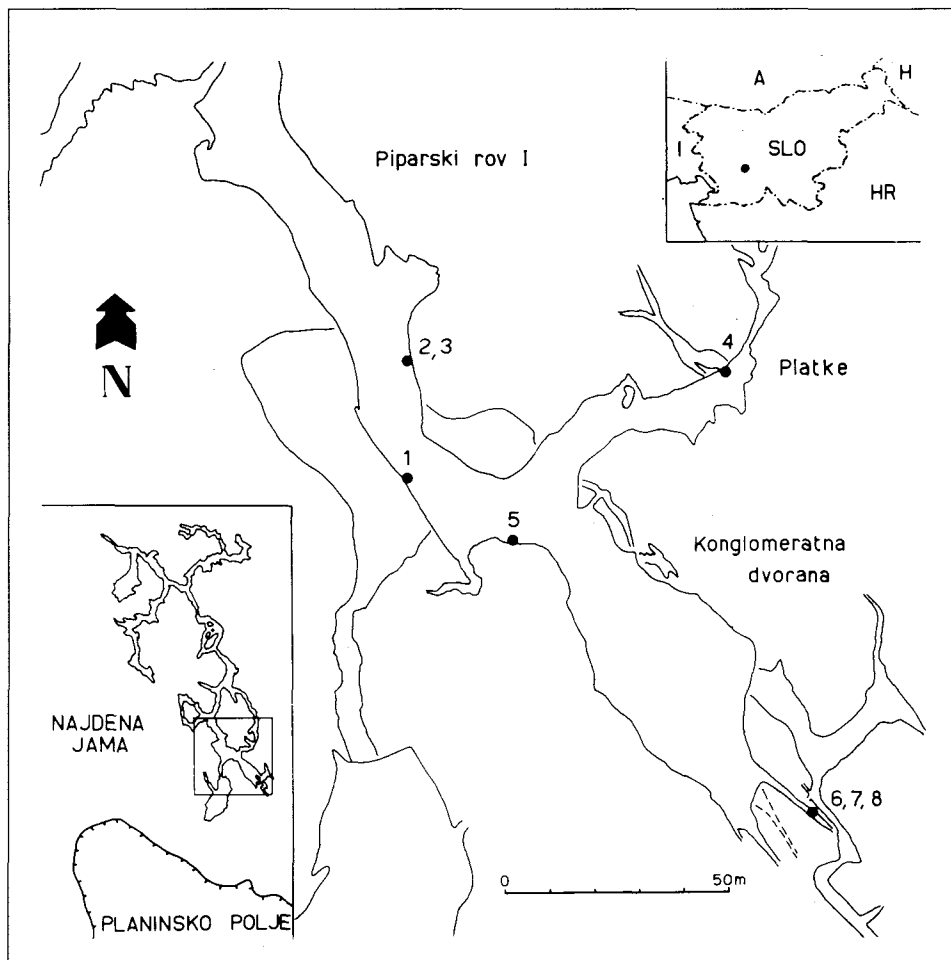 A
H
I
SLO
HR
Piparski rov I
N
2,3
4
Platke
1
5
Konglomeratna
dvorana
NAJDENA
JAMA
6,7,8
0
50m
PLANINSKO POLJE